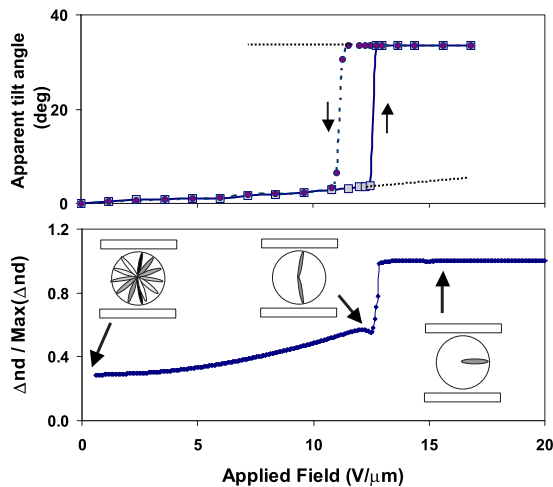 40
20
0
Apparent tilt angle
(deg)
1.2
0.8
0.4
0.0
Δnd / Max(Δnd)
0 5 10 15 20
Applied Field (V/μm)